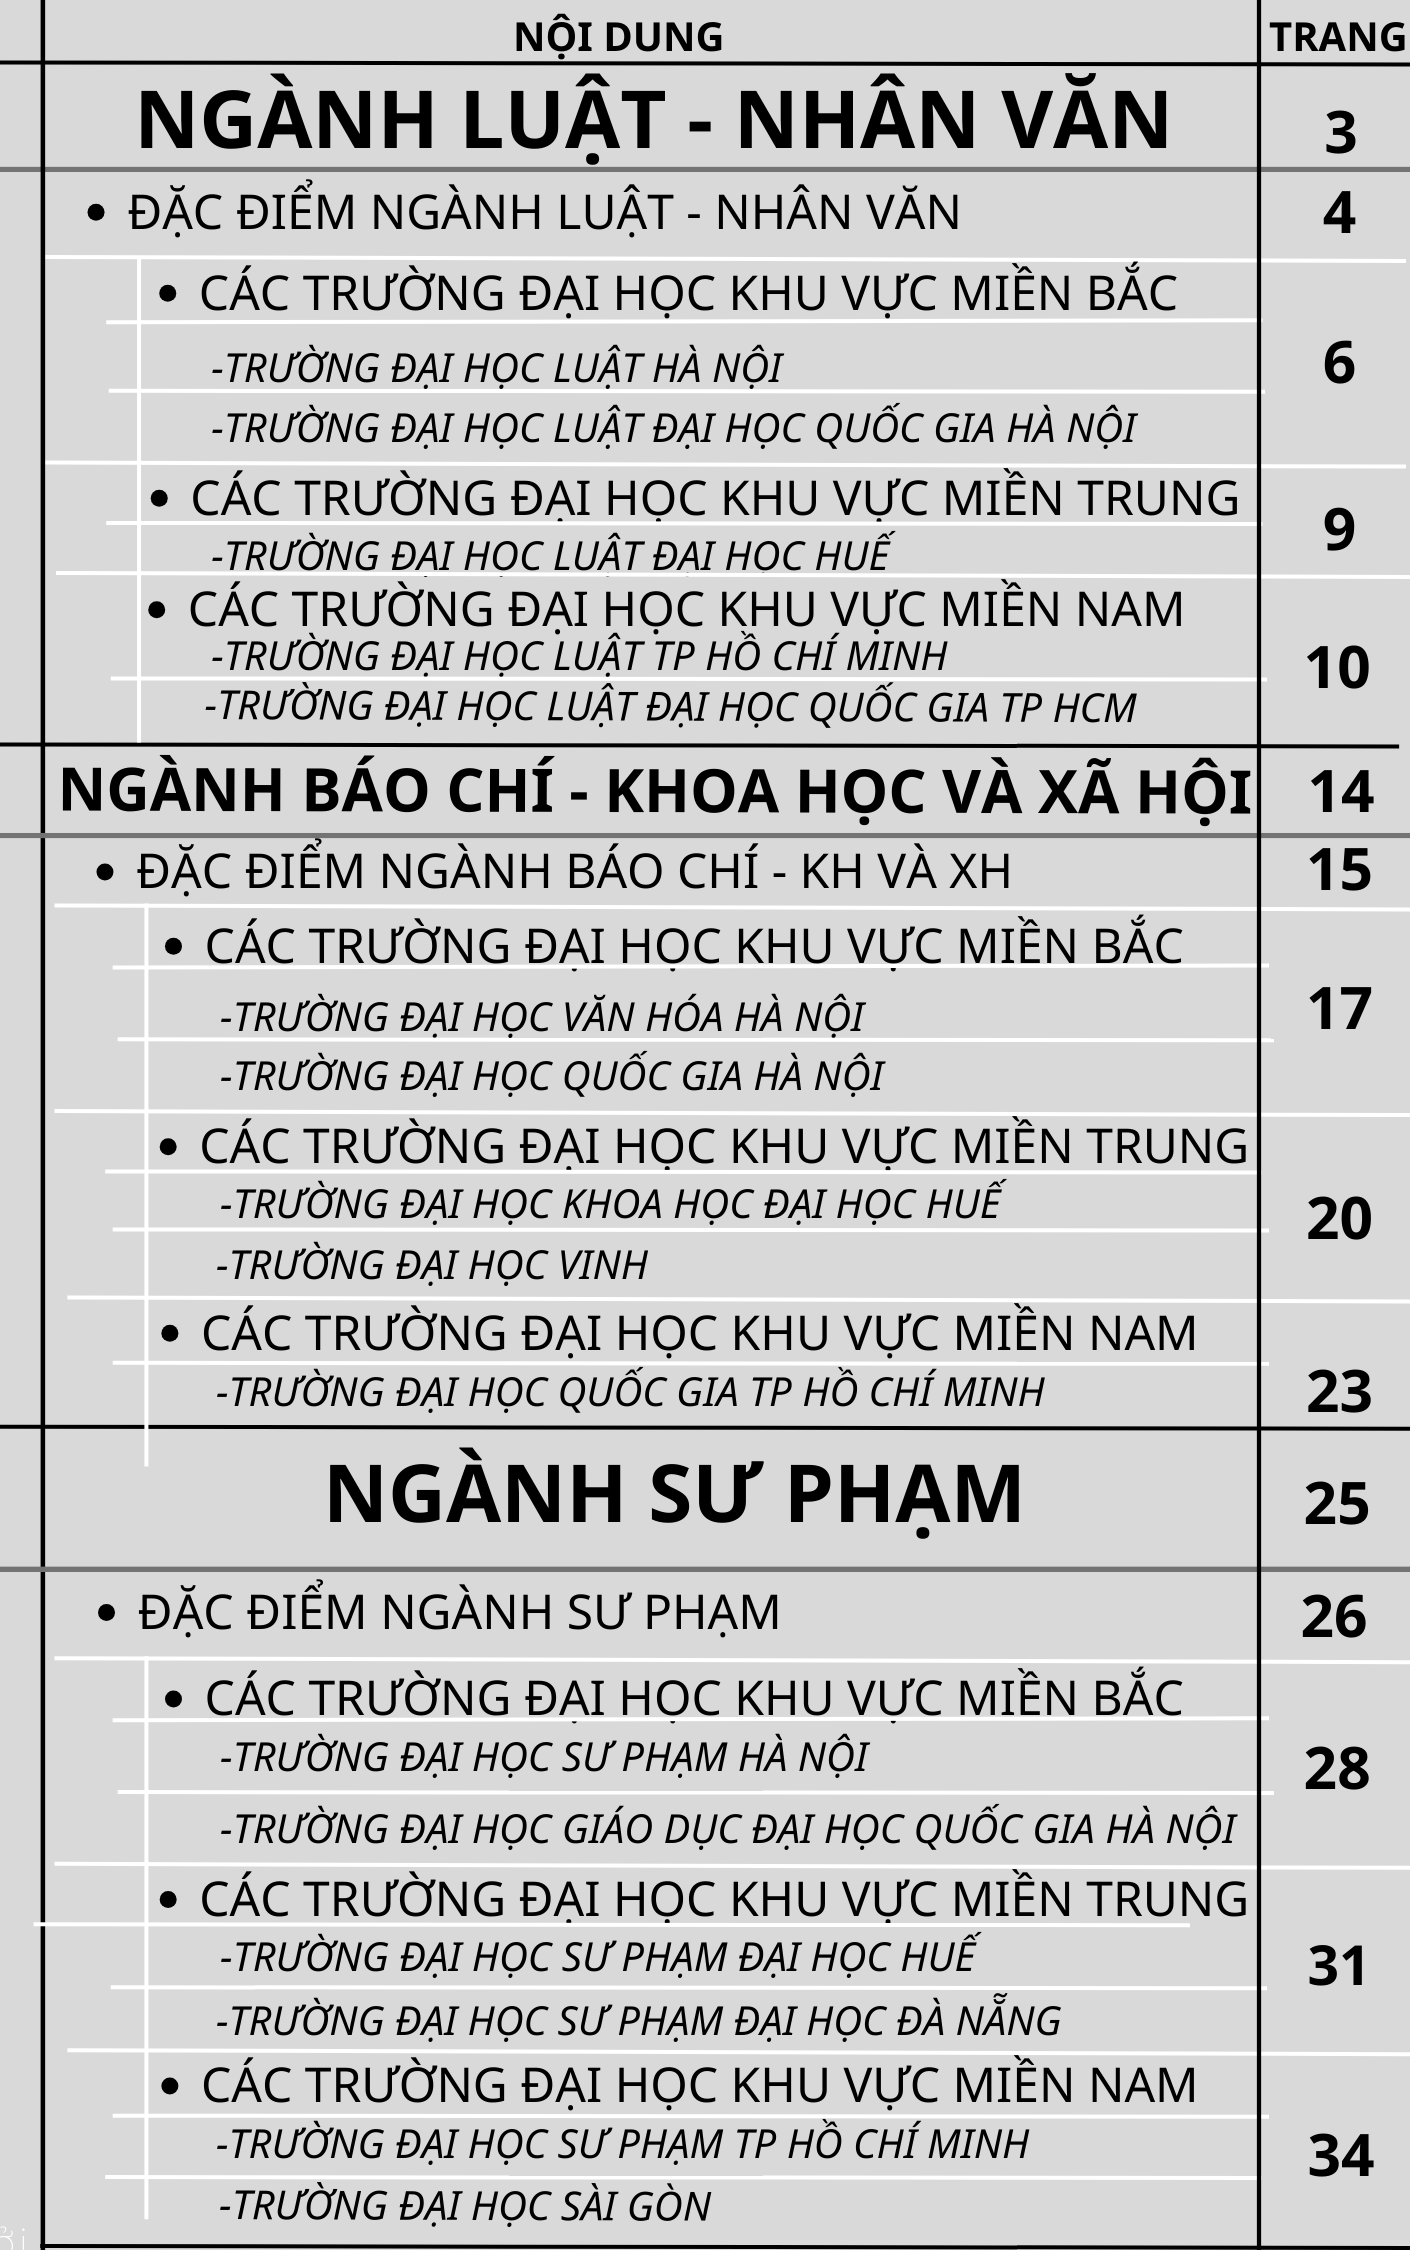 NỘI DUNG TRANG
NGÀNH LUẬT - NHÂN VĂN 3
• ĐẶC ĐIỂM NGÀNH LUẬT - NHÂN VĂN 4
• CÁC TRƯỜNG ĐẠI HỌC KHU VỰC MIỀN BẮC
-TRƯỜNG ĐẠI HỌC LUẬT HÀ NỘI 6
-TRƯỜNG ĐẠI HỌC LUẬT ĐẠI HỌC QUỐC GIA HÀ NỘI
• CÁC TRƯỜNG ĐẠI HỌC KHU VỰC MIỀN TRUNG 9
-TRƯỜNG ĐẠI HỌC LUẬT ĐẠI HỌC HUẾ
• CÁC TRƯỜNG ĐẠI HỌC KHU VỰC MIỀN NAM
-TRƯỜNG ĐẠI HỌC LUẬT TP HỒ CHÍ MINH 10
-TRƯỜNG ĐẠI HỌC LUẬT ĐẠI HỌC QUỐC GIA TP HCM
NGÀNH BÁO CHÍ - KHOA HỌC VÀ XÃ HỘI 14
• ĐẶC ĐIỂM NGÀNH BÁO CHÍ - KH VÀ XH 15
• CÁC TRƯỜNG ĐẠI HỌC KHU VỰC MIỀN BẮC
-TRƯỜNG ĐẠI HỌC VĂN HÓA HÀ NỘI 17
-TRƯỜNG ĐẠI HỌC QUỐC GIA HÀ NỘI
• CÁC TRƯỜNG ĐẠI HỌC KHU VỰC MIỀN TRUNG
-TRƯỜNG ĐẠI HỌC KHOA HỌC ĐẠI HỌC HUẾ 20
-TRƯỜNG ĐẠI HỌC VINH
• CÁC TRƯỜNG ĐẠI HỌC KHU VỰC MIỀN NAM
-TRƯỜNG ĐẠI HỌC QUỐC GIA TP HỒ CHÍ MINH 23
NGÀNH SƯ PHẠM 25
• ĐẶC ĐIỂM NGÀNH SƯ PHẠM 26
• CÁC TRƯỜNG ĐẠI HỌC KHU VỰC MIỀN BẮC
-TRƯỜNG ĐẠI HỌC SƯ PHẠM HÀ NỘI 28
-TRƯỜNG ĐẠI HỌC GIÁO DỤC ĐẠI HỌC QUỐC GIA HÀ NỘI
• CÁC TRƯỜNG ĐẠI HỌC KHU VỰC MIỀN TRUNG
-TRƯỜNG ĐẠI HỌC SƯ PHẠM ĐẠI HỌC HUẾ 31
-TRƯỜNG ĐẠI HỌC SƯ PHẠM ĐẠI HỌC ĐÀ NẴNG
• CÁC TRƯỜNG ĐẠI HỌC KHU VỰC MIỀN NAM
-TRƯỜNG ĐẠI HỌC SƯ PHẠM TP HỒ CHÍ MINH 34
-TRƯỜNG ĐẠI HỌC SÀI GÒN